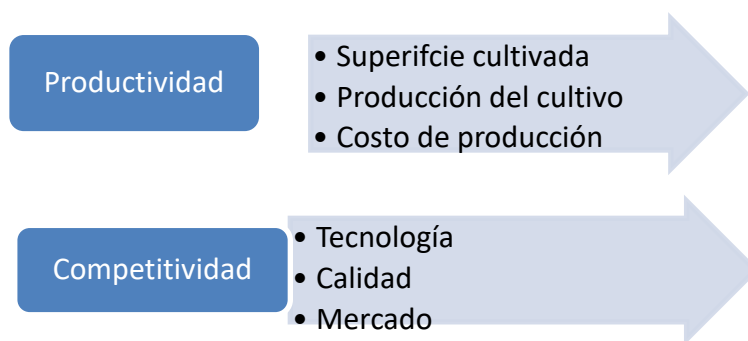 Productividad
• Superifcie cultivada
• Producción del cultivo
• Costo de producción
Competitividad
• Tecnología
• Calidad
• Mercado